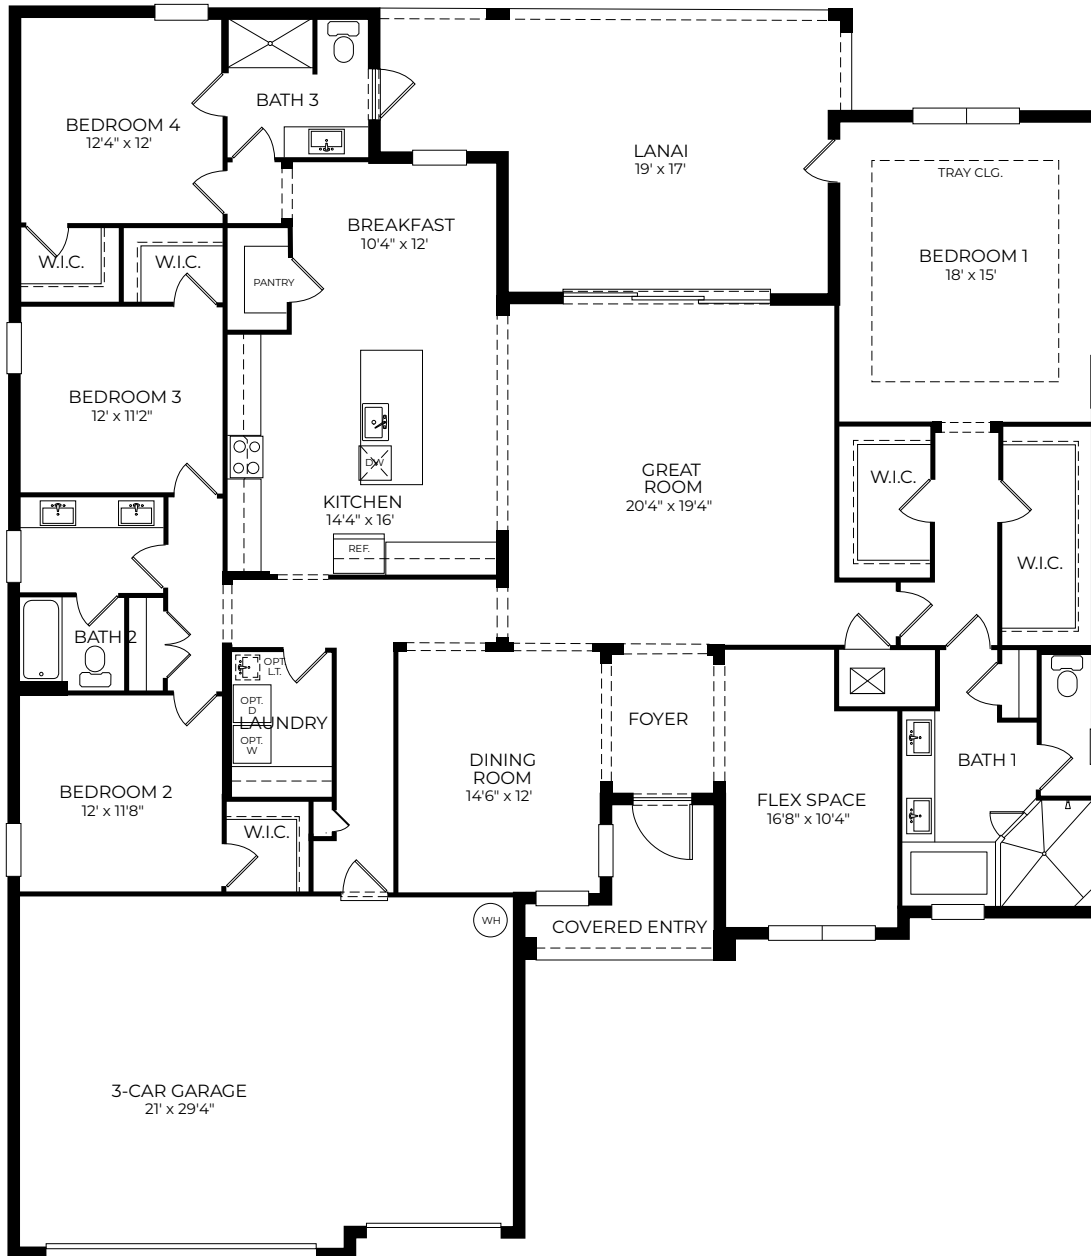 BEDROOM 4
12'4" x 12'
BATH 3
LANAI
19' x 17'
TRAY CLG.
BEDROOM 1
18' x 15'
BREAKFAST
10'4" x 12'
W.I.C.
W.I.C.
PANTRY
BEDROOM 3
12' x 11'2"
DW
KITCHEN
14'4" x 16'
REF.
GREAT
ROOM
20'4" x 19'4"
W.I.C.
W.I.C.
BATH 2
OPT.
L.T.
OPT.
D
LAUNDRY
OPT.
W
FOYER
DINING
ROOM
14'6" x 12'
BATH 1
BEDROOM 2
12' x 11'8"
W.I.C.
FLEX SPACE
16'8" x 10'4"
WH
COVERED ENTRY
3-CAR GARAGE
21' x 29'4"